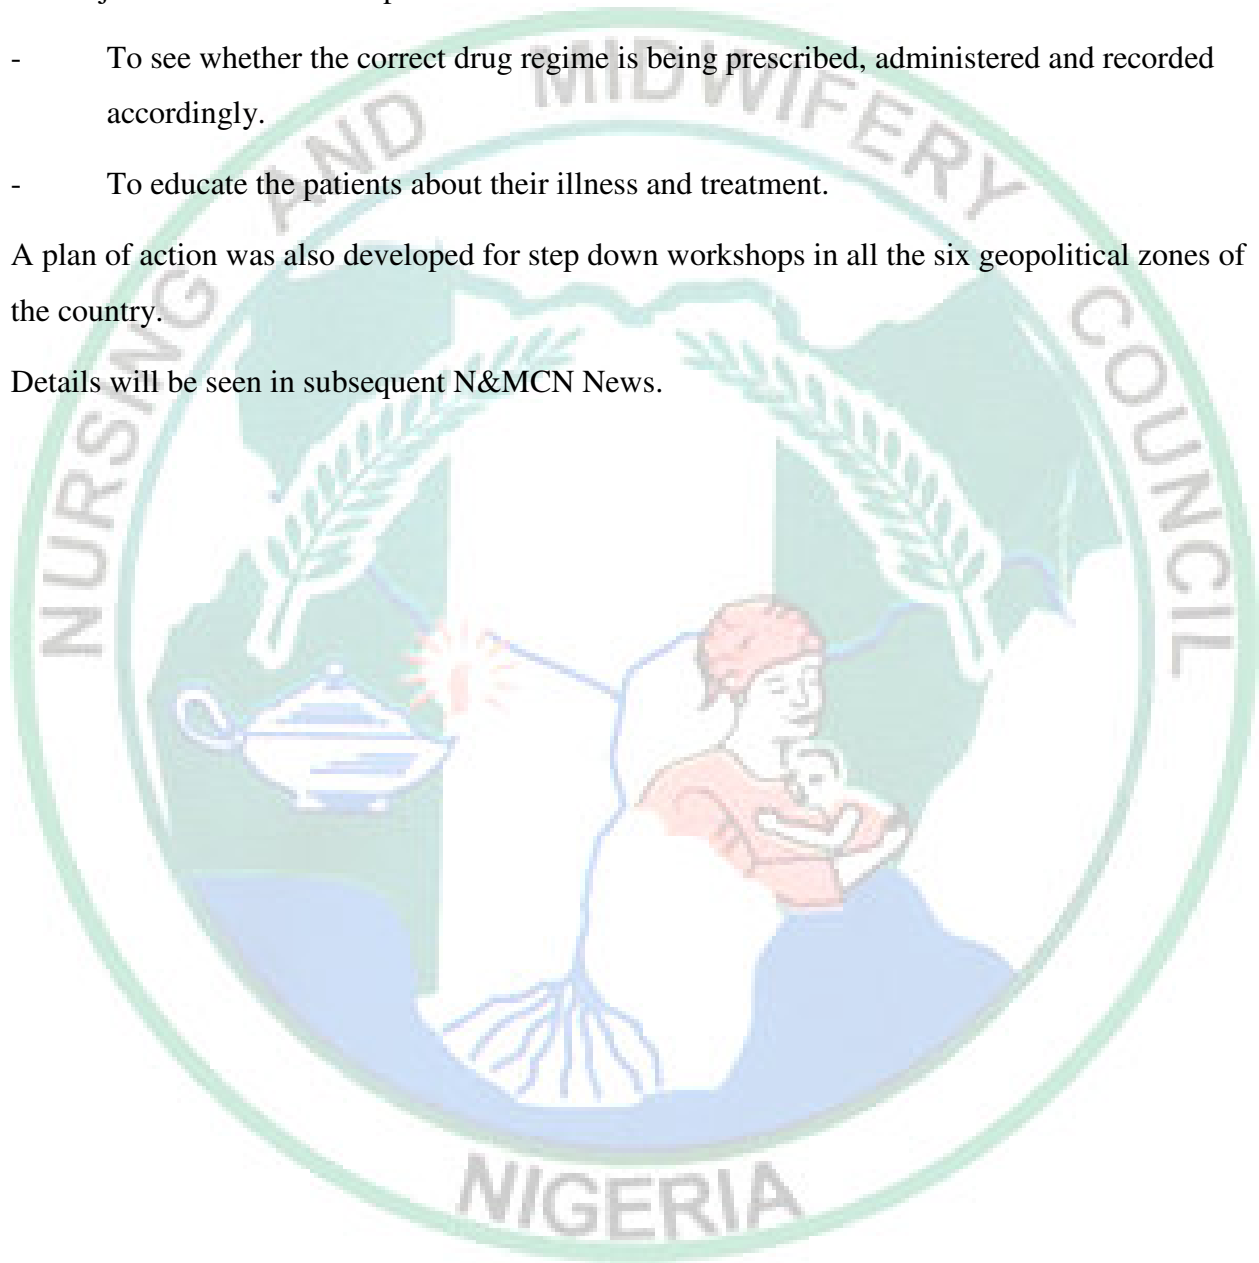 - To see whether the correct drug regime is being prescribed, administered and recorded
accordingly.
- To educate the patients about their illness and treatment.
A plan of action was also developed for step down workshops in all the six geopolitical zones of
the country.
Details will be seen in subsequent N&MCN News.
NURSING AND MIDWIFERY COUNCIL
NIGERIA